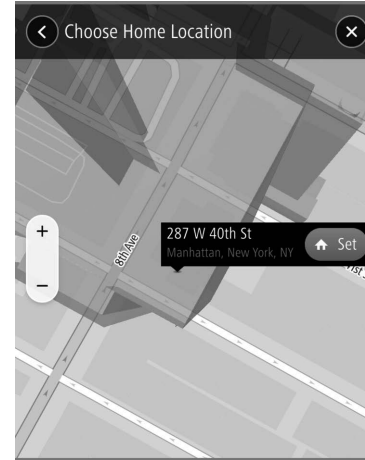 Choose Home Location
+
8th Ave
287 W 40th St
Manhattan, New York, NY
Set
−